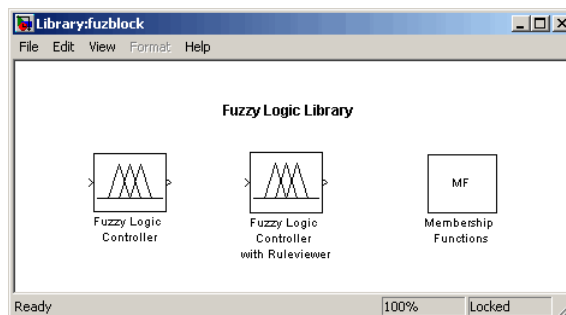 Library:fuzblock
File Edit View Format Help
Fuzzy Logic Library
MF
Fuzzy Logic
Controller
Fuzzy Logic
Controller
with Ruleviewer
Membership
Functions
Ready 100% Locked